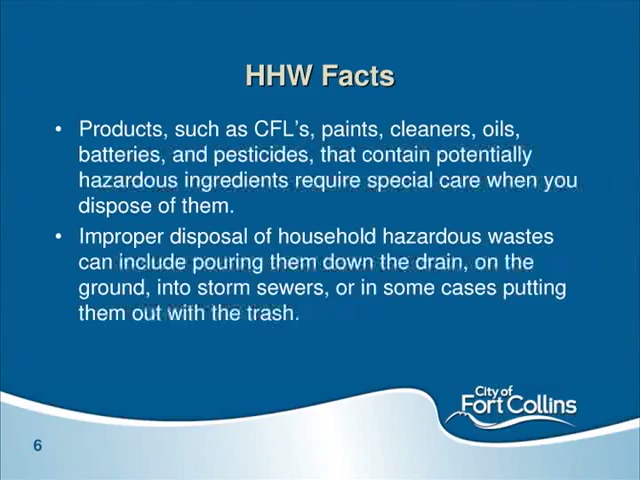 HHW Facts
• Products, such as CFL's, paints, cleaners, oils,
batteries, and pesticides, that contain potentially
hazardous ingredients require special care when you
dispose of them.
• Improper disposal of household hazardous wastes
can include pouring them down the drain, on the
ground, into storm sewers, or in some cases putting
them out with the trash.
City of
Fort Collins
6